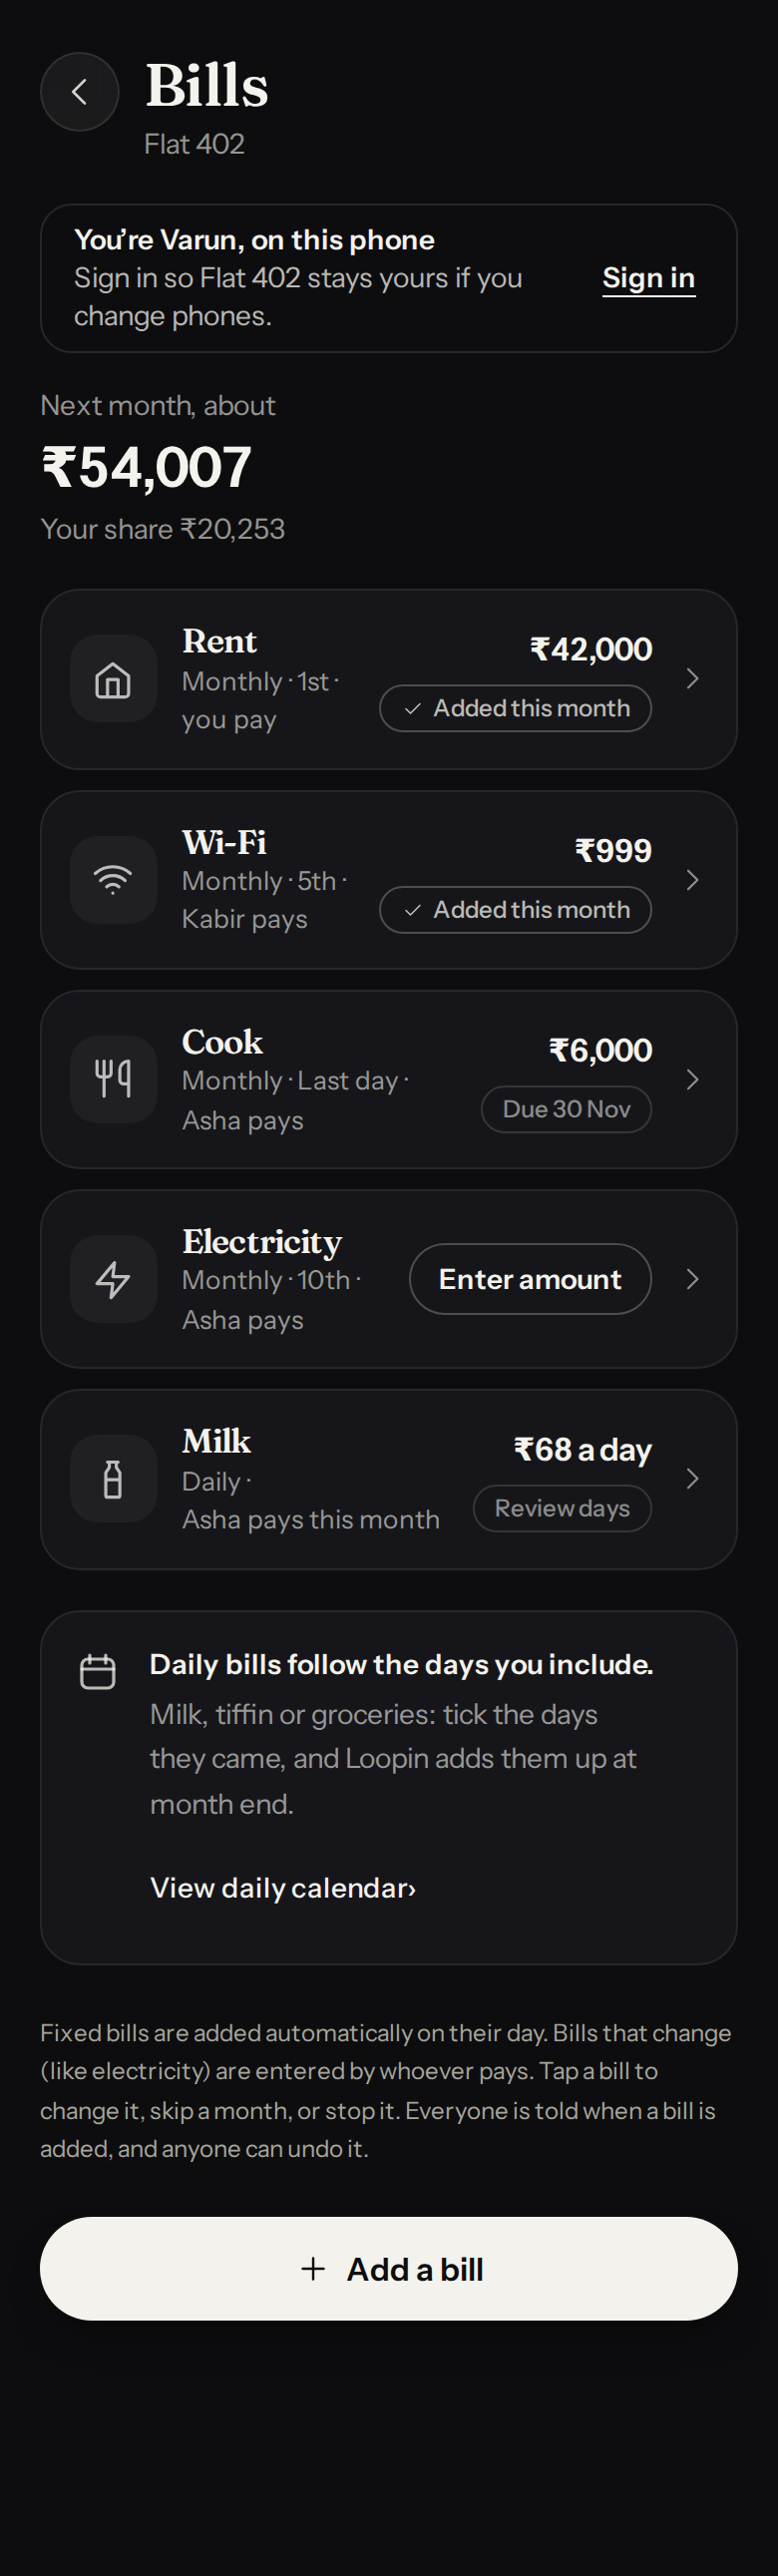 Bills
Flat 402
You’re Varun, on this phone
Sign in so Flat 402 stays yours if you
change phones.
Sign in
Next month, about
₹54,007
Your share ₹20,253
Rent
Monthly · 1st ·
you pay
₹42,000
Added this month
Wi-Fi
Monthly · 5th ·
Kabir pays
₹999
Added this month
Cook
Monthly · Last day ·
Asha pays
₹6,000
Due 30 Nov
Electricity
Monthly · 10th ·
Asha pays
Enter amount
Milk
Daily ·
Asha pays this month
₹68 a day
Review days
Daily bills follow the days you include.
Milk, tiffin or groceries: tick the days
they came, and Loopin adds them up at
month end.
View daily calendar›
Fixed bills are added automatically on their day. Bills that change
(like electricity) are entered by whoever pays. Tap a bill to
change it, skip a month, or stop it. Everyone is told when a bill is
added, and anyone can undo it.
Add a bill